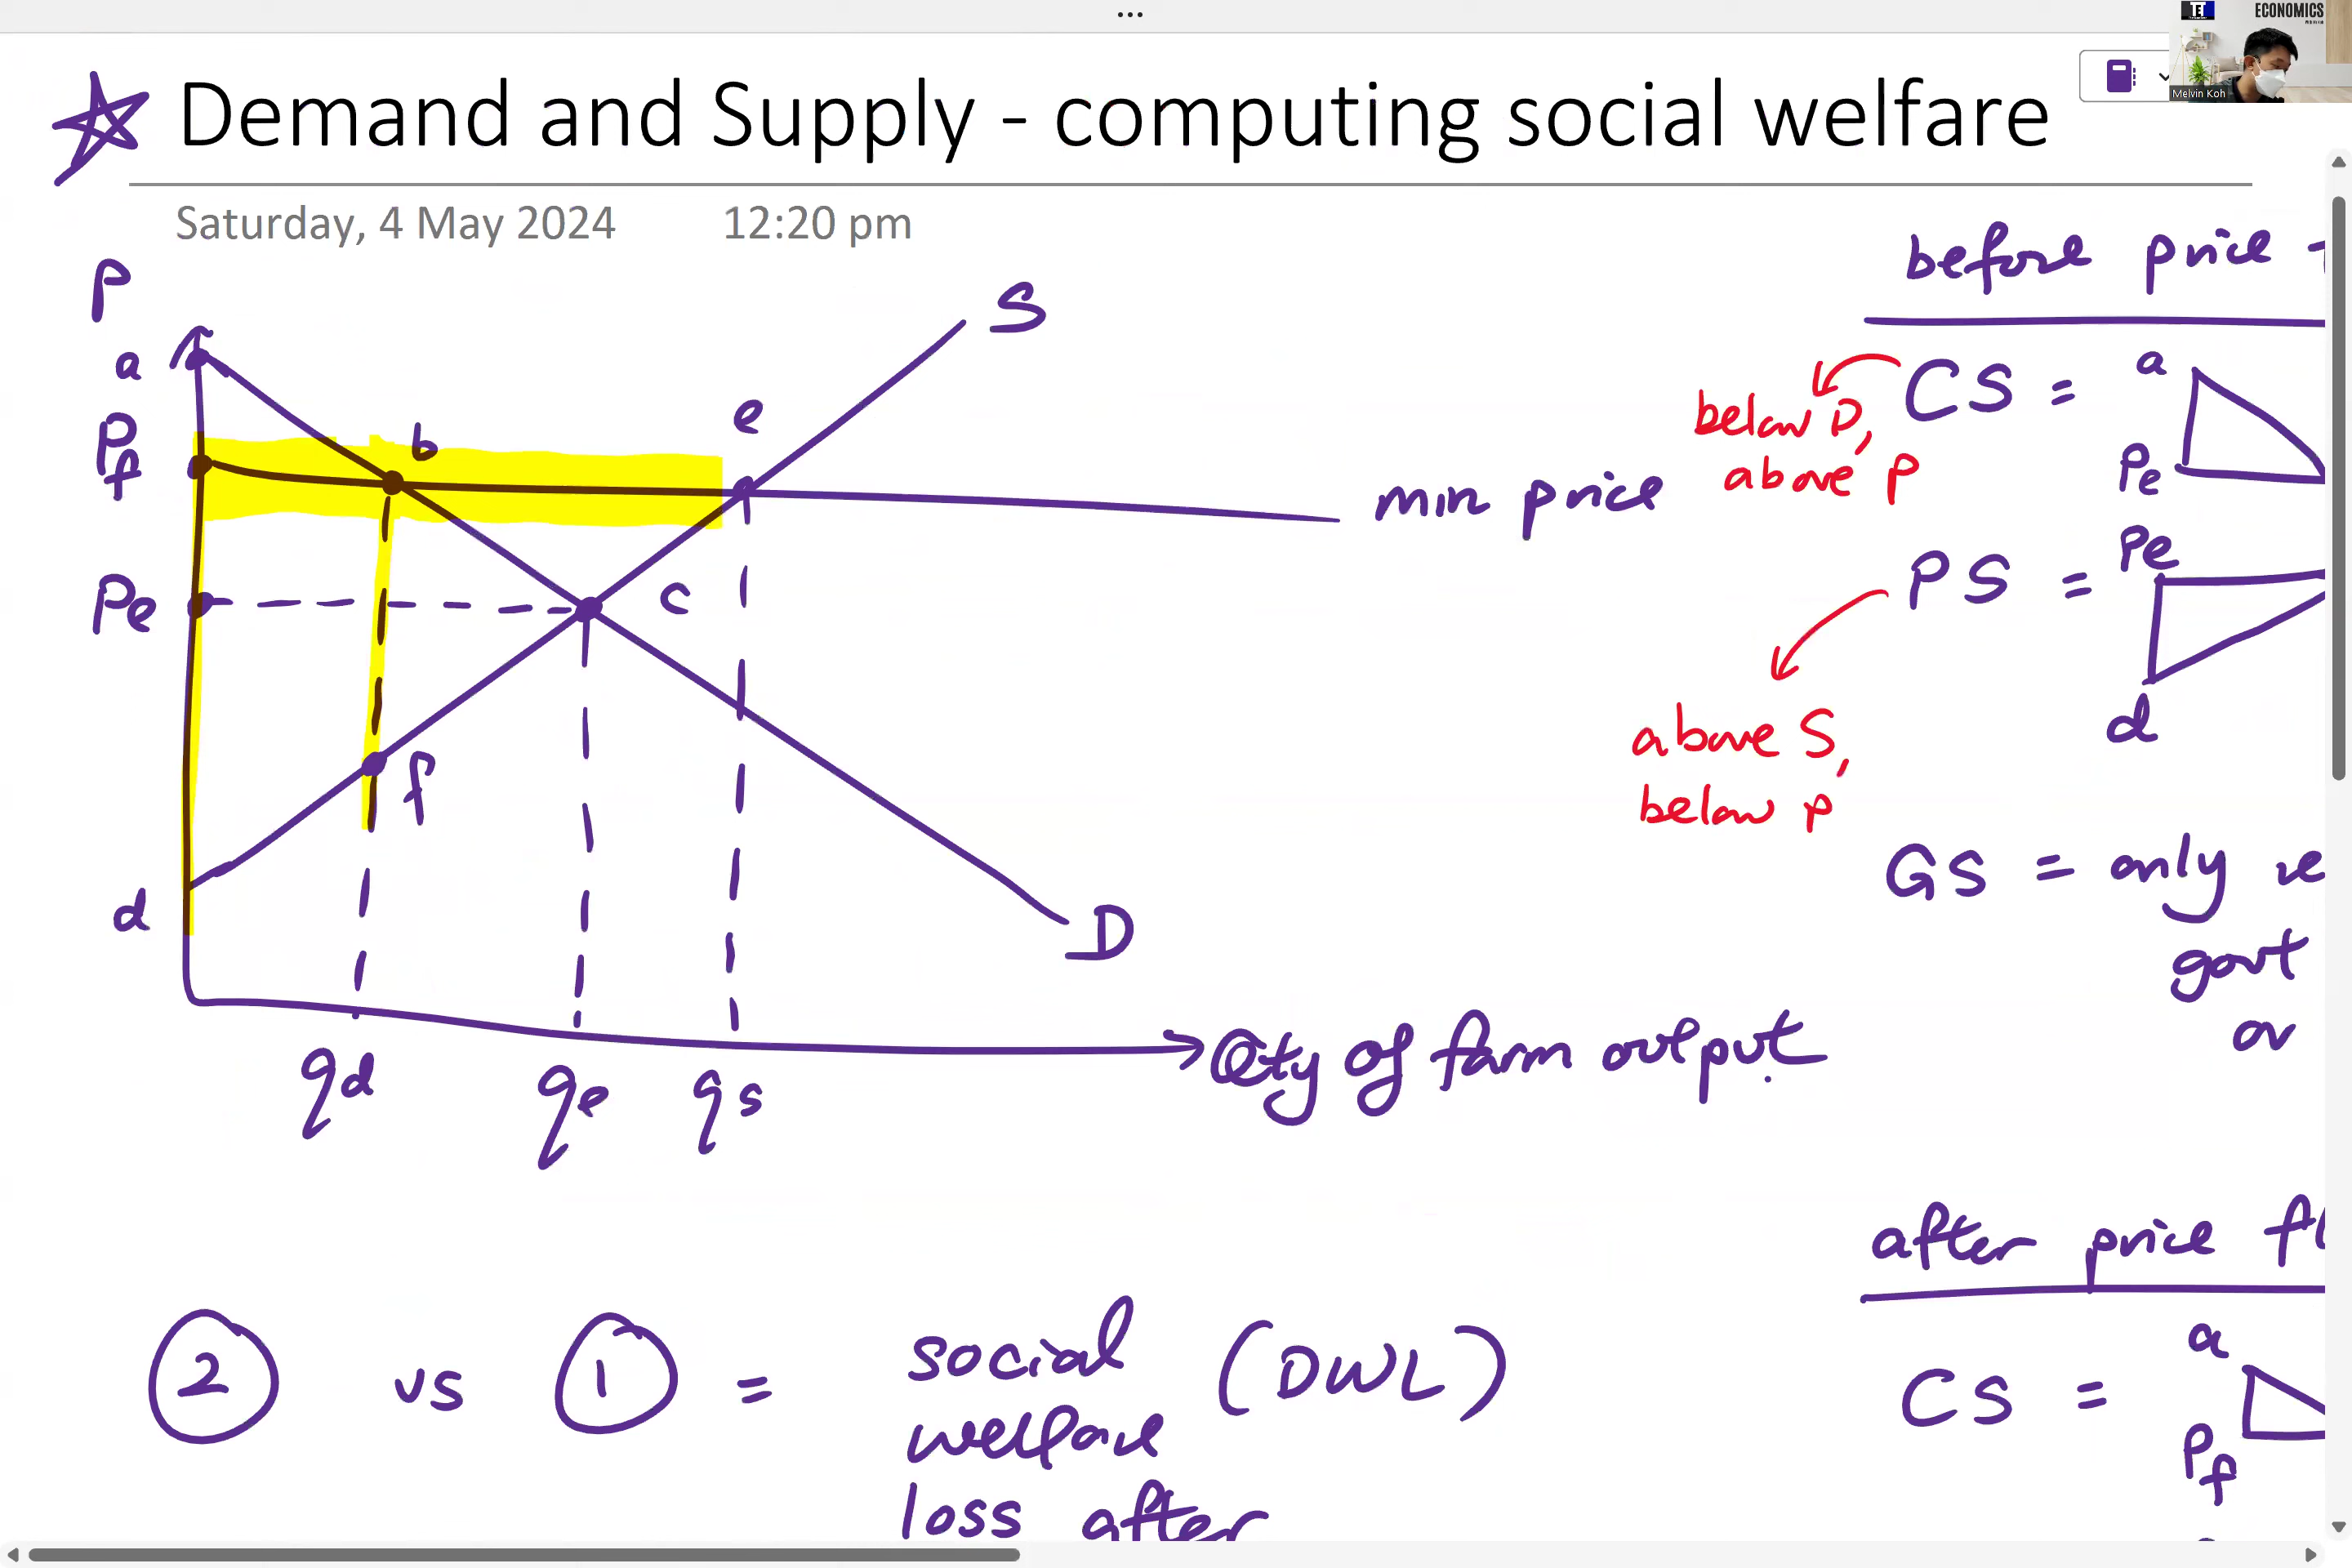 ECONOMICS
Melvin Koh
Demand and Supply - computing social welfare
Saturday, 4 May 2024 12:20 pm
P
a
Pf
Pe
d
b
e
c
f
S
D
min price
qd qe qs
Qty of farm output
before price
CS =
a
Pe
below D,
above P
PS =
Pe
d
above S,
below P
GS = only
govt
or
2 vs 1 = social (DWL)
welfare
loss after
after price
CS =
a
Pf